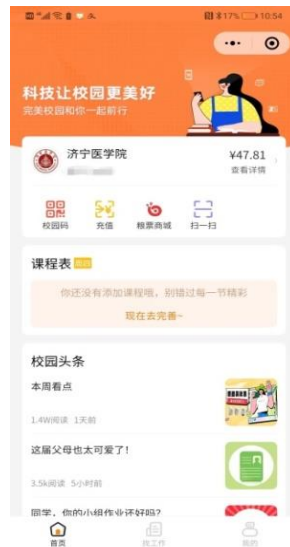 17% 10:54
科技让校园更美好
完美校园和你一起前行
济宁医学院
¥47.81
查看详情
校园码 充值 粮票商城 扫一扫
课程表
你还没有添加课程哦，别错过每一节精彩
现在去完善~
校园头条
本周看点
1.4W阅读 1天前
这届父母也太可爱了！
3.5k阅读 5小时前
同学，你的小组作业还好吗？
首页 找工作 我的